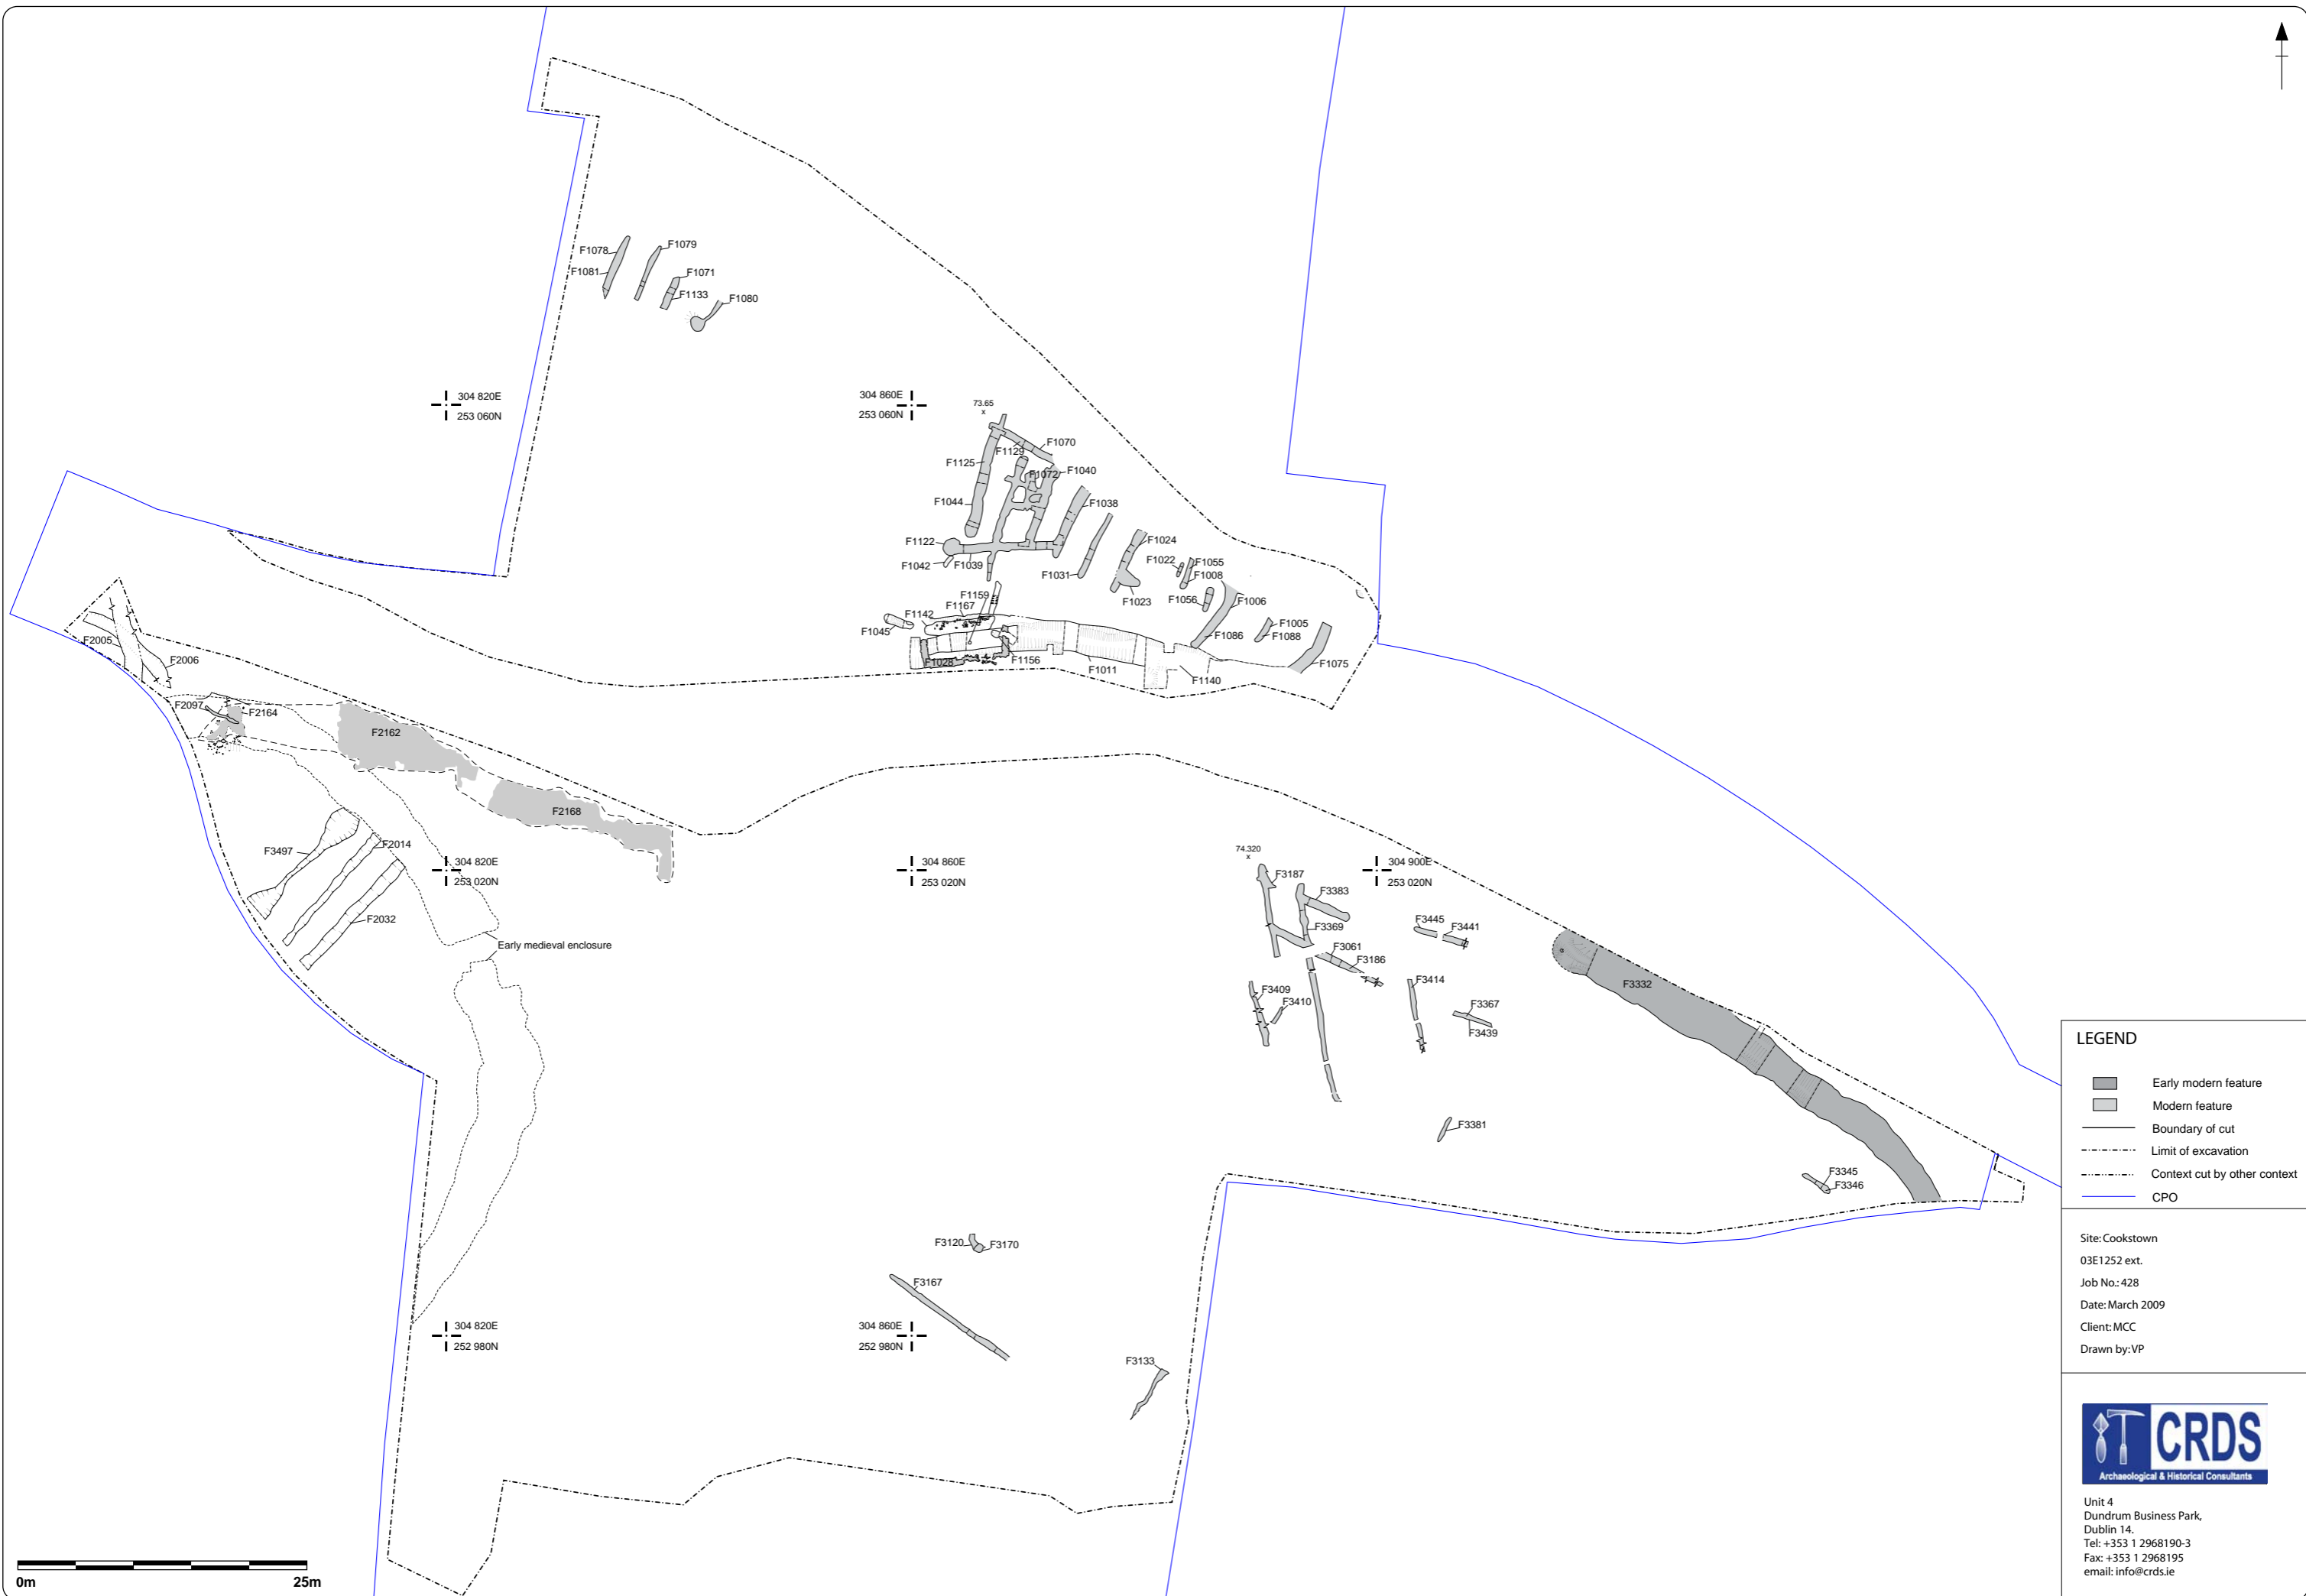 F1078
F1079
F1081
F1071
F1133
F1080
304 820E
253 060N
304 860E
253 060N
73.65
x
F1070
F1129
F1125
F1072
F1040
F1044
F1038
F1122
F1024
F1042
F1039
F1022
F1055
F1031
F1008
F1159
F1023
F1056
F1006
F1167
F1142
F1005
F1045
F1086
F1088
F1028
F1156
F1011
F1075
F1140
F2005
F2006
F2097
F2164
F2162
F2168
F3497
F2014
304 820E
253 020N
F2032
Early medieval enclosure
304 860E
253 020N
74.320
x
304 900E
253 020N
F3187
F3383
F3369
F3445
F3441
F3061
F3186
F3409
F3410
F3414
F3367
F3439
F3332
F3381
F3345
F3346
F3120
F3170
F3167
304 820E
252 980N
304 860E
252 980N
F3133
0m
25m
LEGEND
Early modern feature
Modern feature
Boundary of cut
Limit of excavation
Context cut by other context
CPO
Site: Cookstown
03E1252 ext.
Job No.: 428
Date: March 2009
Client: MCC
Drawn by: VP
CRDS
Archaeological & Historical Consultants
Unit 4
Dundrum Business Park,
Dublin 14.
Tel: +353 1 2968190-3
Fax: +353 1 2968195
email: info@crds.ie